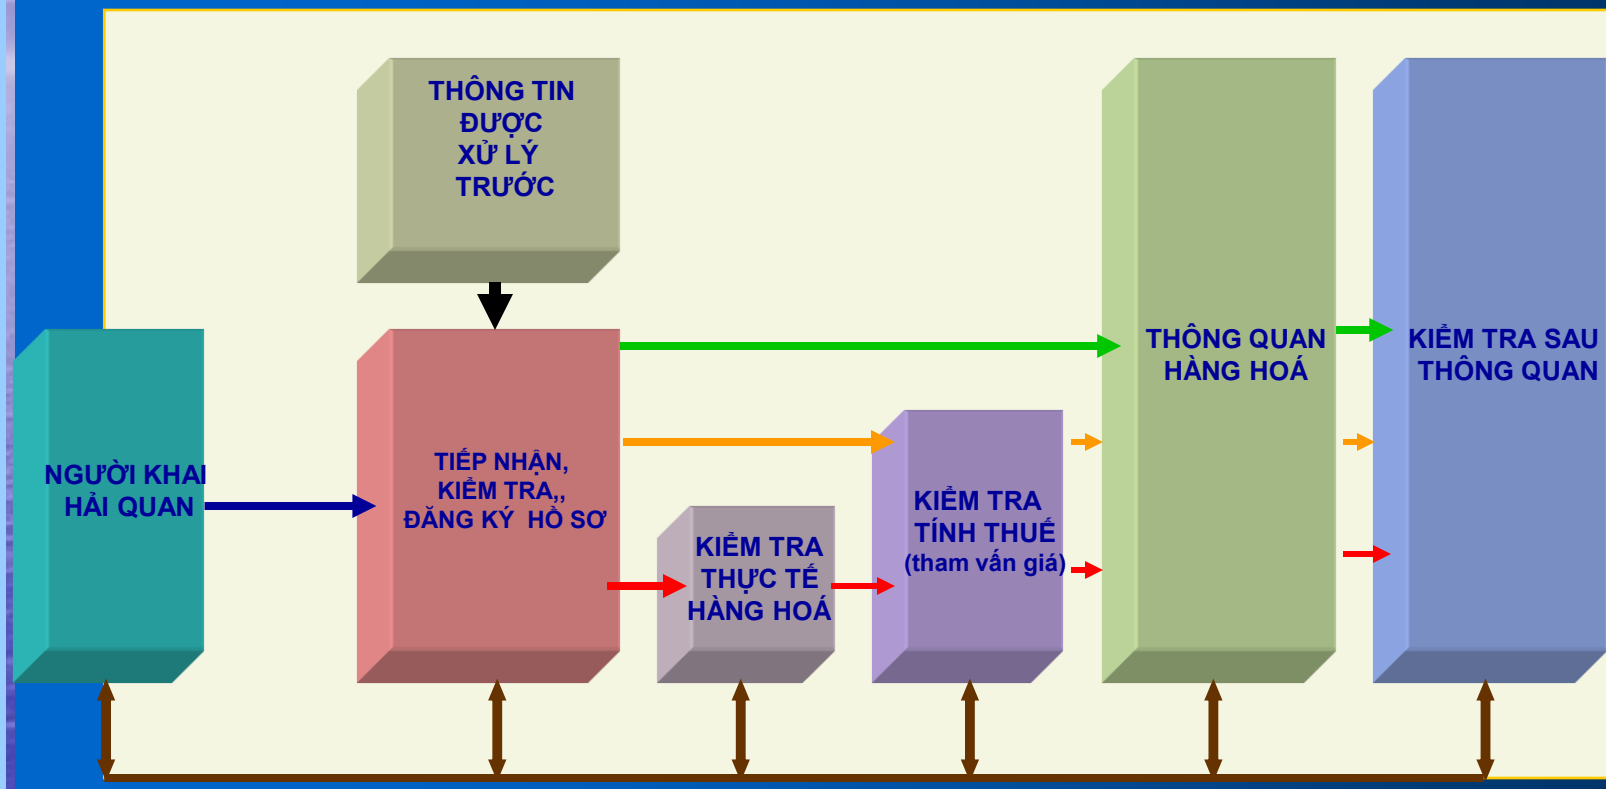 THÔNG TIN
ĐƯỢC
XỬ LÝ
TRƯỚC
NGƯỜI KHAI
HẢI QUAN
TIẾP NHẬN,
KIỂM TRA,,
ĐĂNG KÝ HỒ SƠ
KIỂM TRA
THỰC TẾ
HÀNG HOÁ
KIỂM TRA
TÍNH THUẾ
(tham vấn giá)
THÔNG QUAN
HÀNG HOÁ
KIỂM TRA SAU
THÔNG QUAN